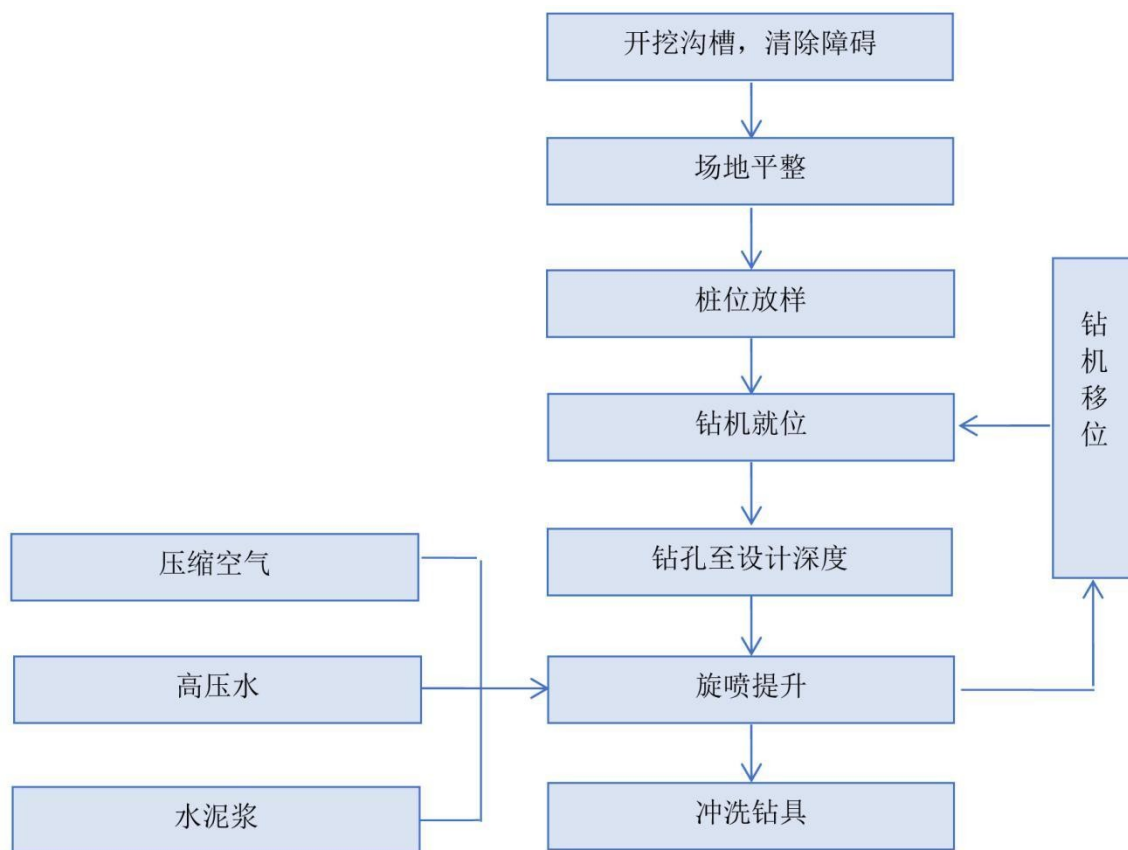 开挖沟槽，清除障碍
场地平整
桩位放样
钻机就位
钻机移位
钻孔至设计深度
压缩空气
高压水
旋喷提升
水泥浆
冲洗钻具